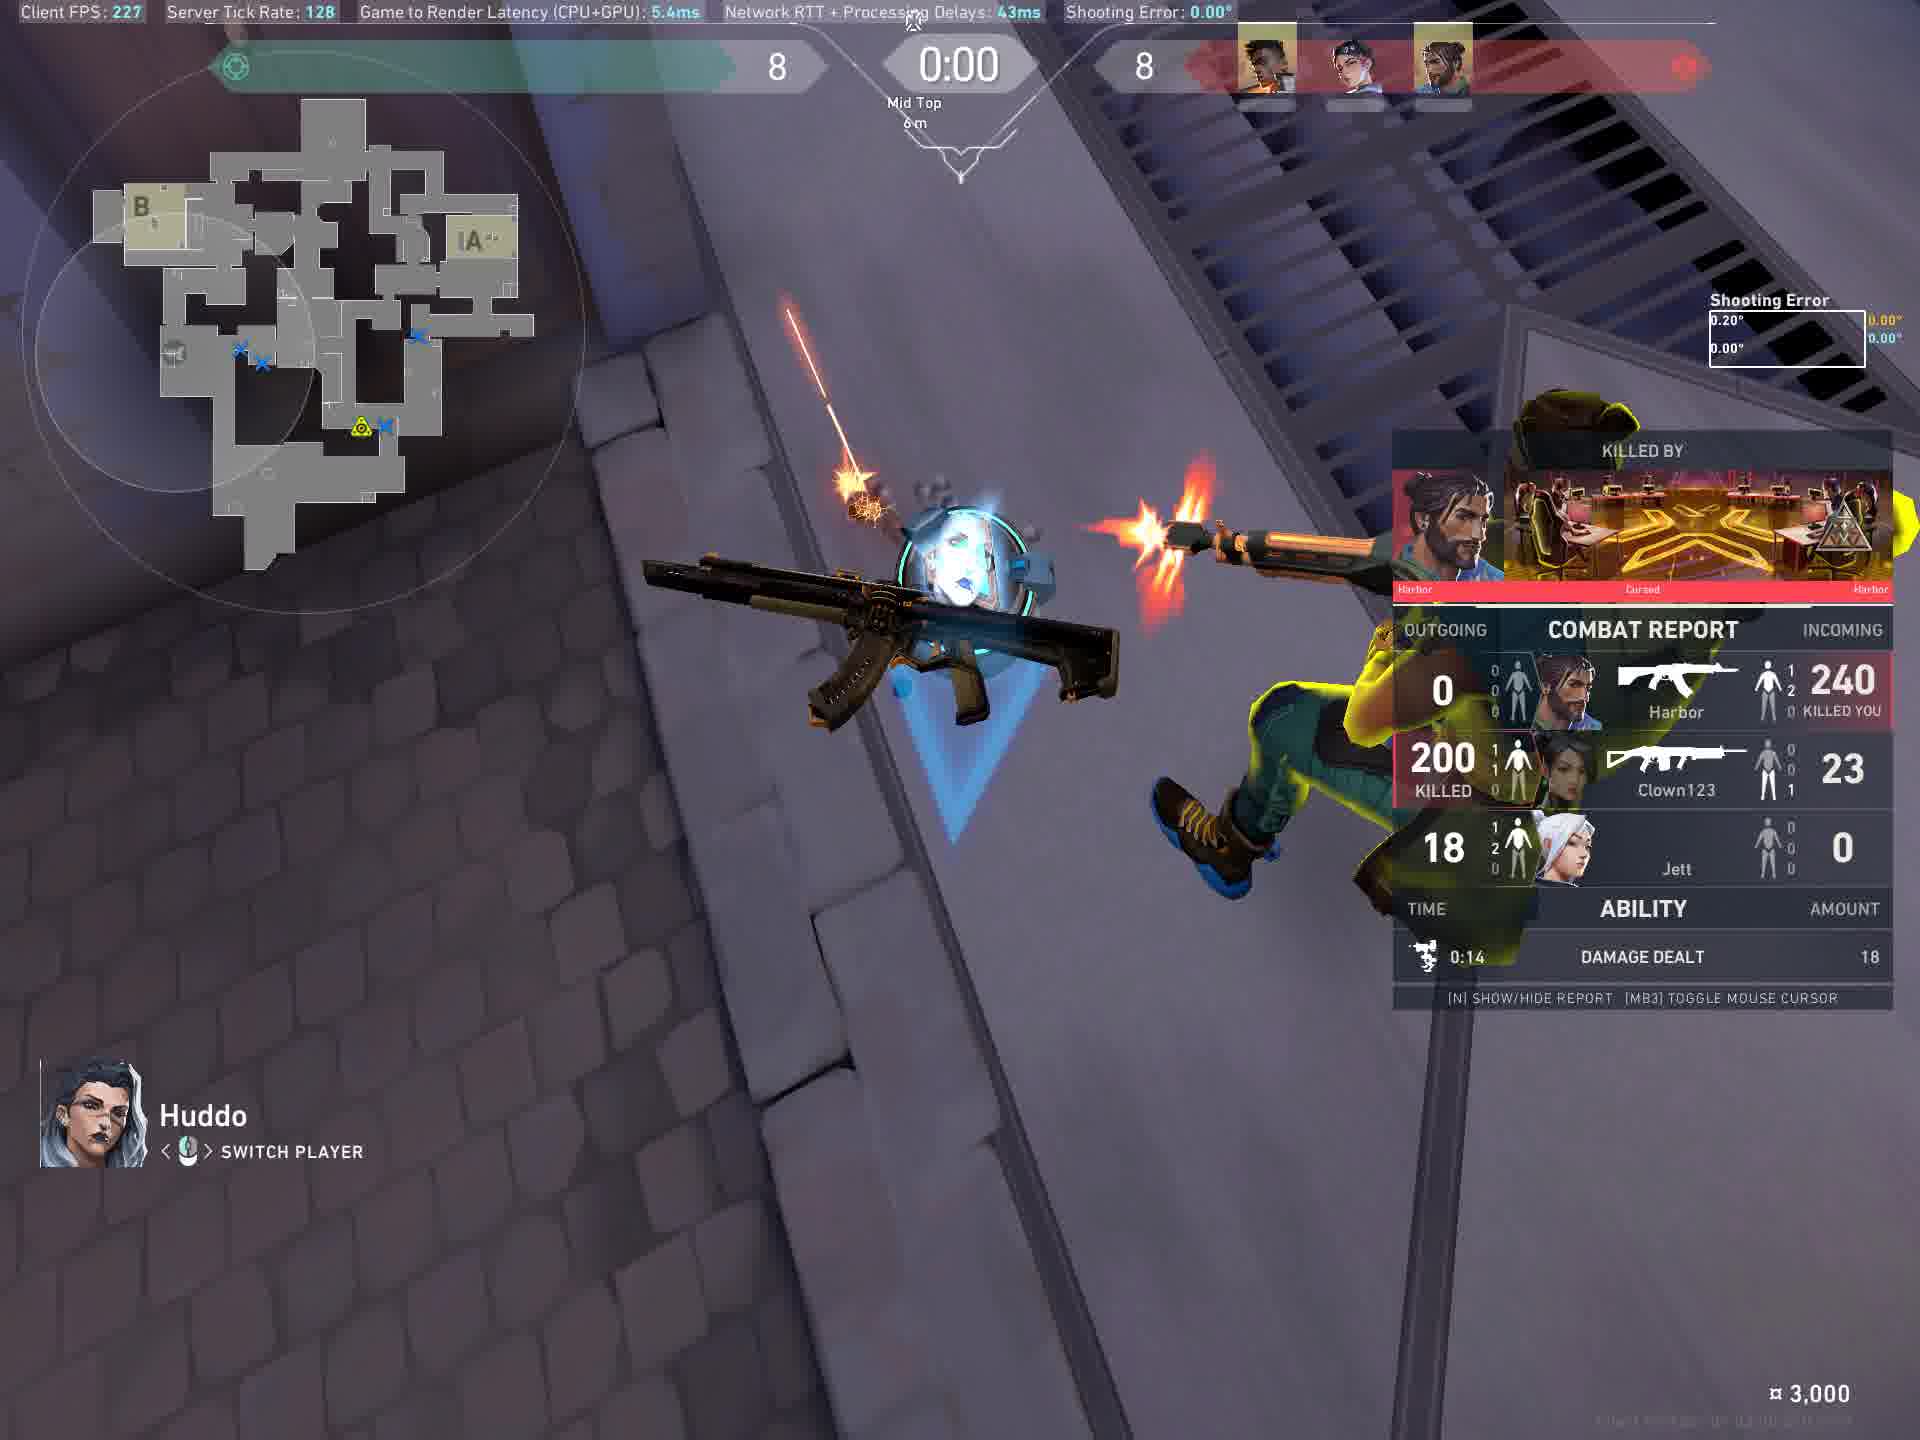 Client FPS: 227 Server Tick Rate: 128 Game to Render Latency (CPU+GPU): 5.4ms Network RTT + Processing Delays: 43ms Shooting Error: 0.00°
8 0:00 8
Mid Top
6 m
B
A
Shooting Error
0.20° 0.00°
0.00°
0.00°
KILLED BY
Harbor Cursed Harbor
OUTGOING COMBAT REPORT INCOMING
0 0 0 0 Harbor 1 2 0 240 KILLED YOU
200 KILLED 1 1 0 Clown123 0 0 1 23
18 1 2 0 Jett 0 0 0 0
TIME ABILITY AMOUNT
0:14 DAMAGE DEALT 18
[N] SHOW/HIDE REPORT [MB3] TOGGLE MOUSE CURSOR
Huddo
< > SWITCH PLAYER
¤ 3,000